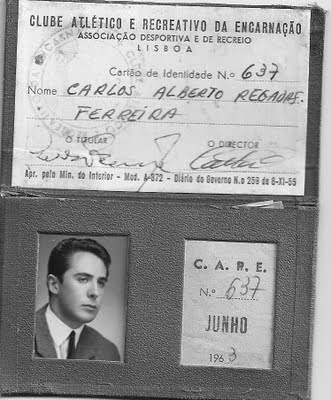 CLUBE ATLÉTICO E RECREATIVO DA ENCARNAÇÃO
ASSOCIAÇÃO DESPORTIVA E DE RECREIO
LISBOA
Cartão de Identidade N.º 637
Nome CARLOS ALBERTO REBADAS.
FERREIRA
O TITULAR O DIRECTOR
Apr. pelo Min. do Interior - Mod. A-972 - Diário do Governo N.o 259 de 8-XI-55
C. A. R. E.
N.º 637
JUNHO
1963